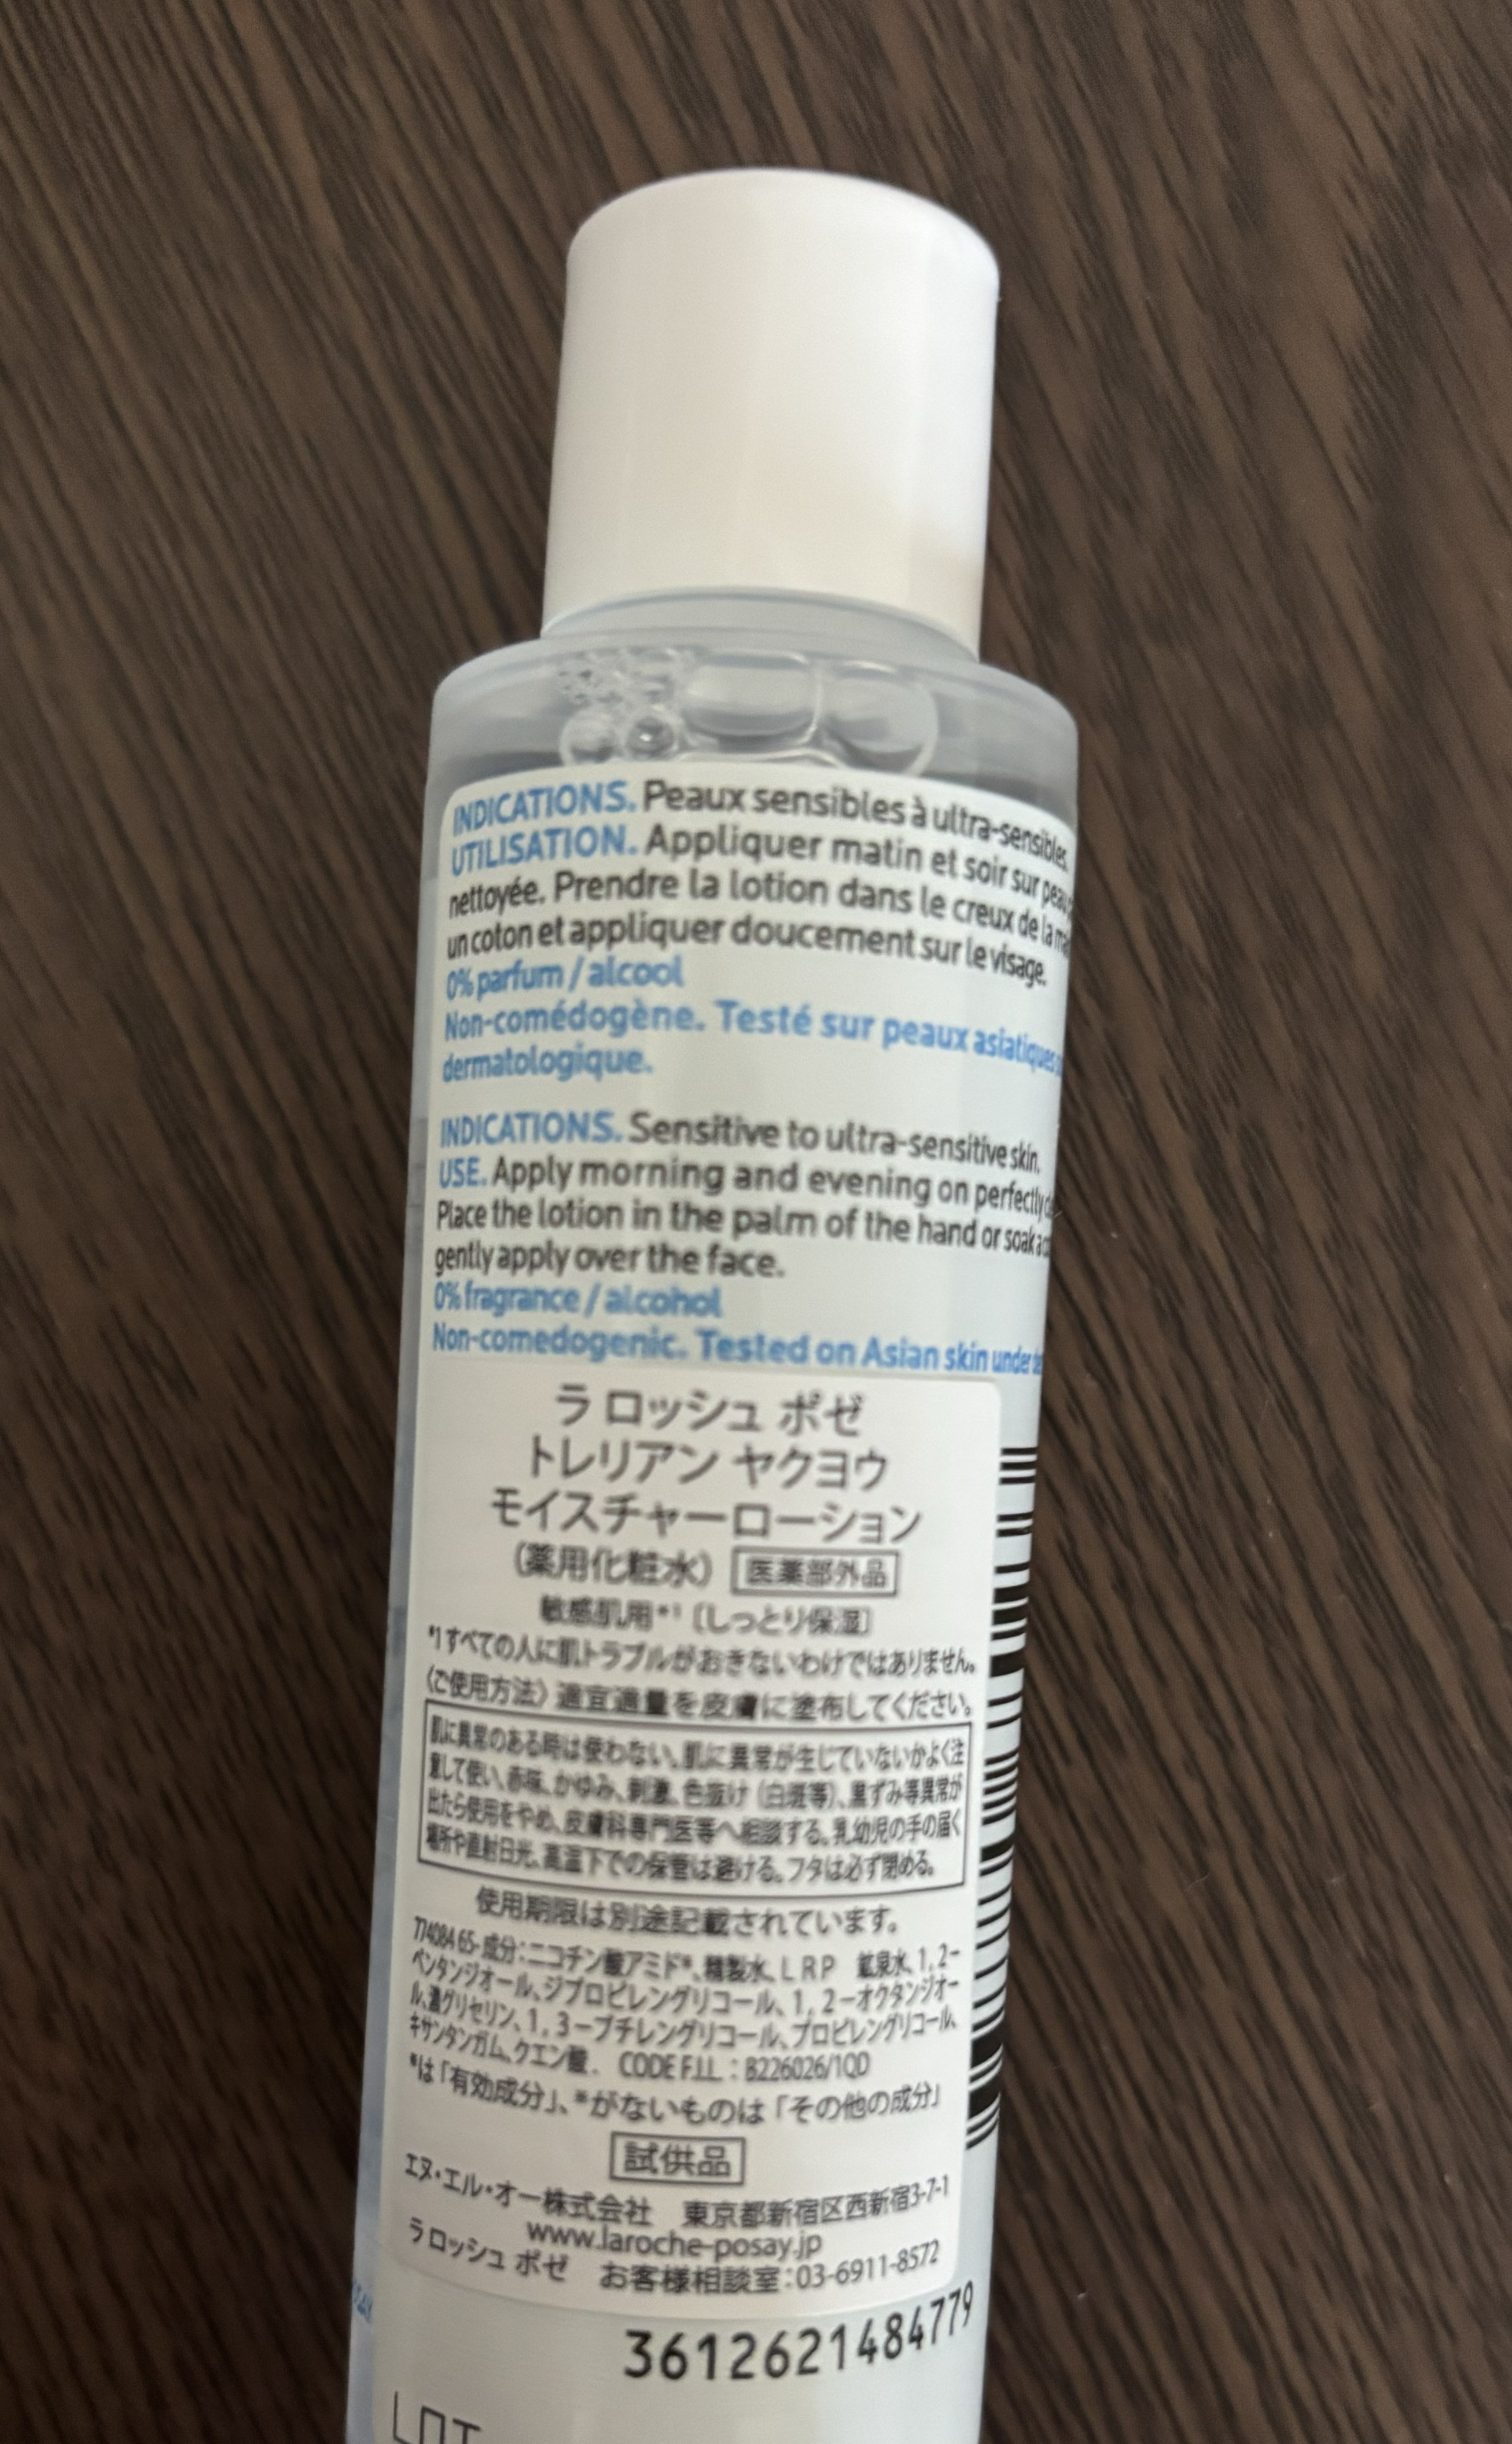 INDICATIONS. Peaux sensibles à ultra-sensibles.
UTILISATION. Appliquer matin et soir sur peau
nettoyée. Prendre la lotion dans le creux de la
un coton et appliquer doucement sur le visage.
0% parfum / alcool
Non-comédogène. Testé sur peaux asiatiques
dermatologique.
INDICATIONS. Sensitive to ultra-sensitive skin.
USE. Apply morning and evening on perfectly
Place the lotion in the palm of the hand or soak a
gently apply over the face.
0% fragrance / alcohol
Non-comedogenic. Tested on Asian skin under
ラ ロッシュ ポゼ
トレリアン ヤクヨウ
モイスチャーローション
(薬用化粧水) 医薬部外品
敏感肌用*1 〔しっとり保湿〕
*1 すべての人に肌トラブルがおきないわけではありません。
〈ご使用方法〉 適宜適量を皮膚に塗布してください。
肌に異常のある時は使わない。肌に異常が生じていないかよく注
意して使い、赤味、かゆみ、刺激、色抜け（白斑等）、黒ずみ等異常が
出たら使用をやめ、皮膚科専門医等へ相談する。乳幼児の手の届く
場所や直射日光、高温下での保管は避ける。フタは必ず閉める。
使用期限は別途記載されています。
T71408A 65- 成分：ニコチン酸アミド*、精製水、LRP 鉱泉水、1, 2－
ペンタンジオール、ジプロピレングリコール、1, 2－オクタンジオー
ル、濃グリセリン、1, 3－ブチレングリコール、プロピレングリコール、
キサンタンガム、クエン酸. CODE F.I.L. : B226026/1QD
*は「有効成分」、*がないものは「その他の成分」
試供品
エヌ・エル・オー株式会社 東京都新宿区西新宿3-7-1
www.laroche-posay.jp
ラ ロッシュ ポゼ お客様相談室：03-6911-8572
3612621484779
LOT